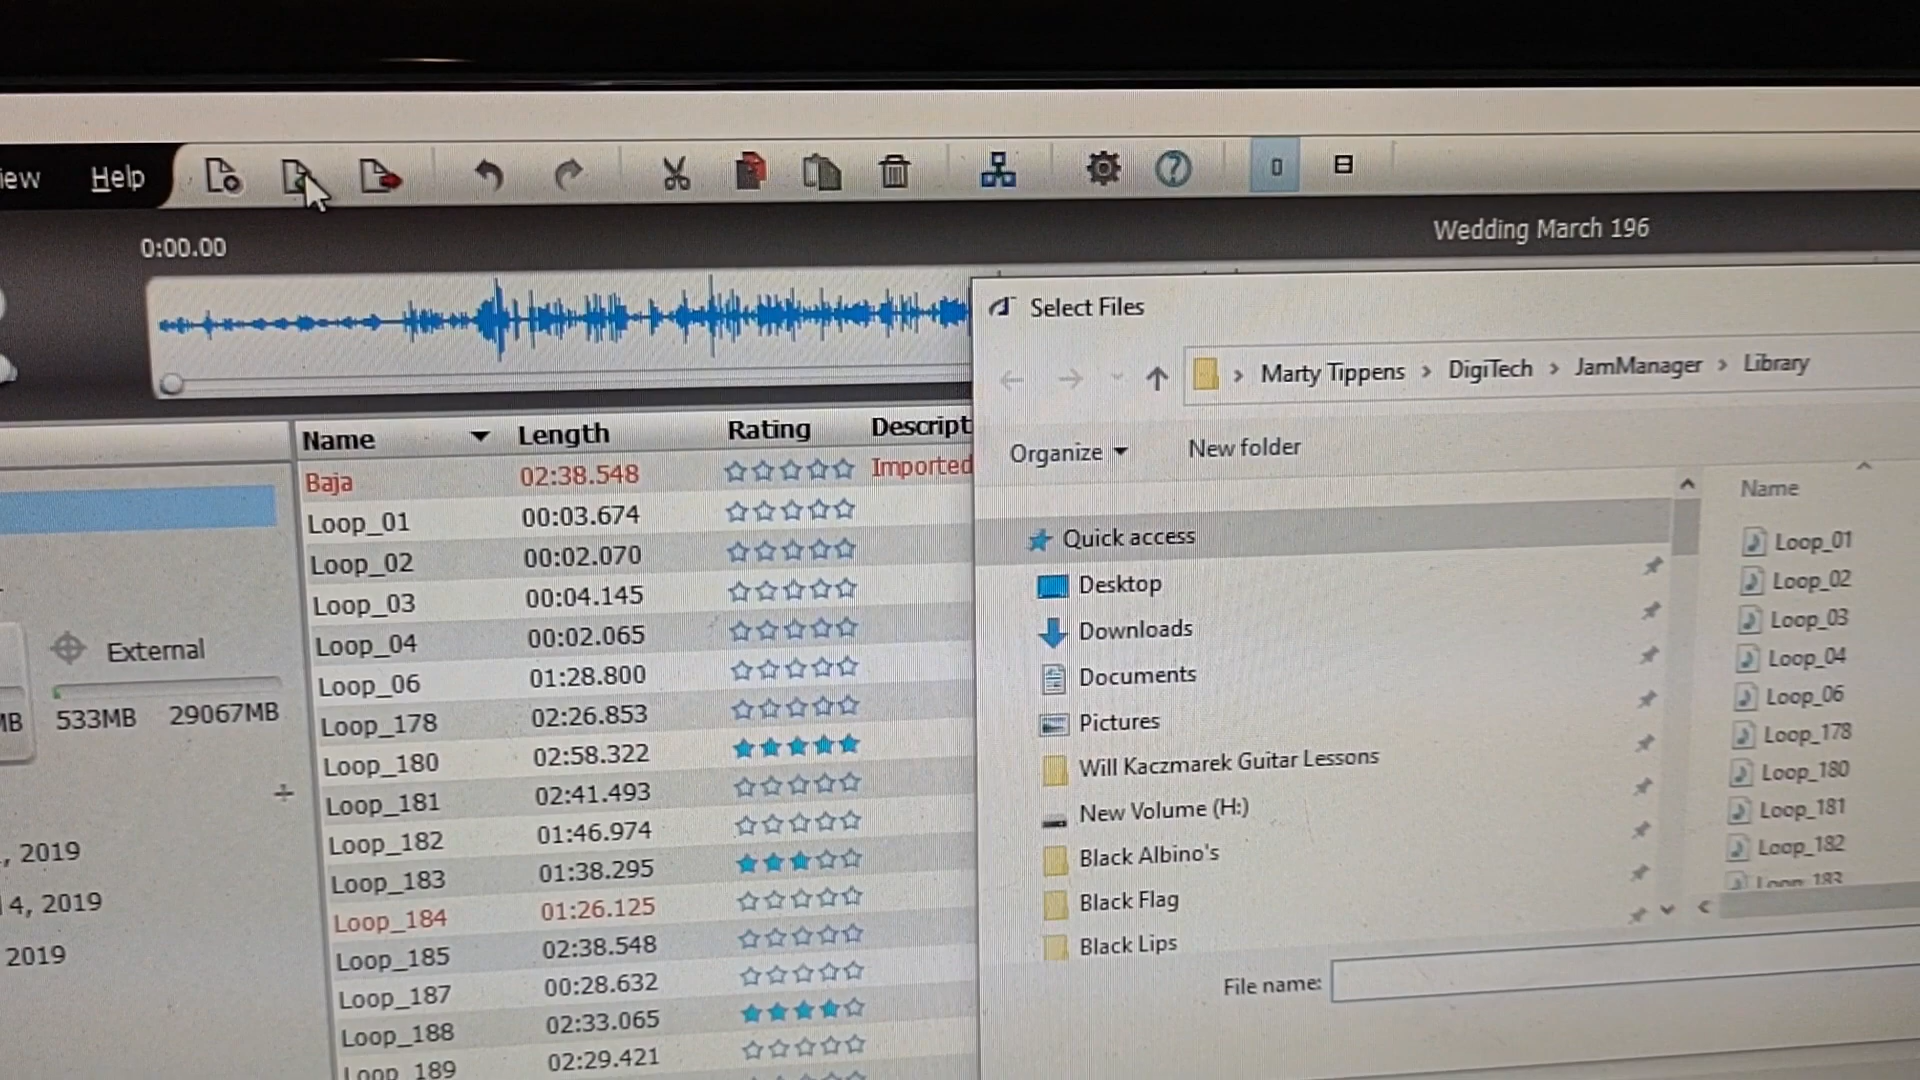 iew Help
0:00.00
Wedding March 196
Select Files
Marty Tippens > DigiTech > JamManager > Library
Organize New folder
Name Length Rating Descript
Baja 02:38.548 Imported
Loop_01 00:03.674
Loop_02 00:02.070
Loop_03 00:04.145
Loop_04 00:02.065
Loop_06 01:28.800
Loop_178 02:26.853
Loop_180 02:58.322
Loop_181 02:41.493
Loop_182 01:46.974
Loop_183 01:38.295
Loop_184 01:26.125
Loop_185 02:38.548
Loop_187 00:28.632
Loop_188 02:33.065
Loop_189 02:29.421
External
MB 533MB 29067MB
, 2019
4, 2019
2019
Quick access
Desktop
Downloads
Documents
Pictures
Will Kaczmarek Guitar Lessons
New Volume (H:)
Black Albino's
Black Flag
Black Lips
Name
Loop_01
Loop_02
Loop_03
Loop_04
Loop_06
Loop_178
Loop_180
Loop_181
Loop_182
Loop_183
File name: